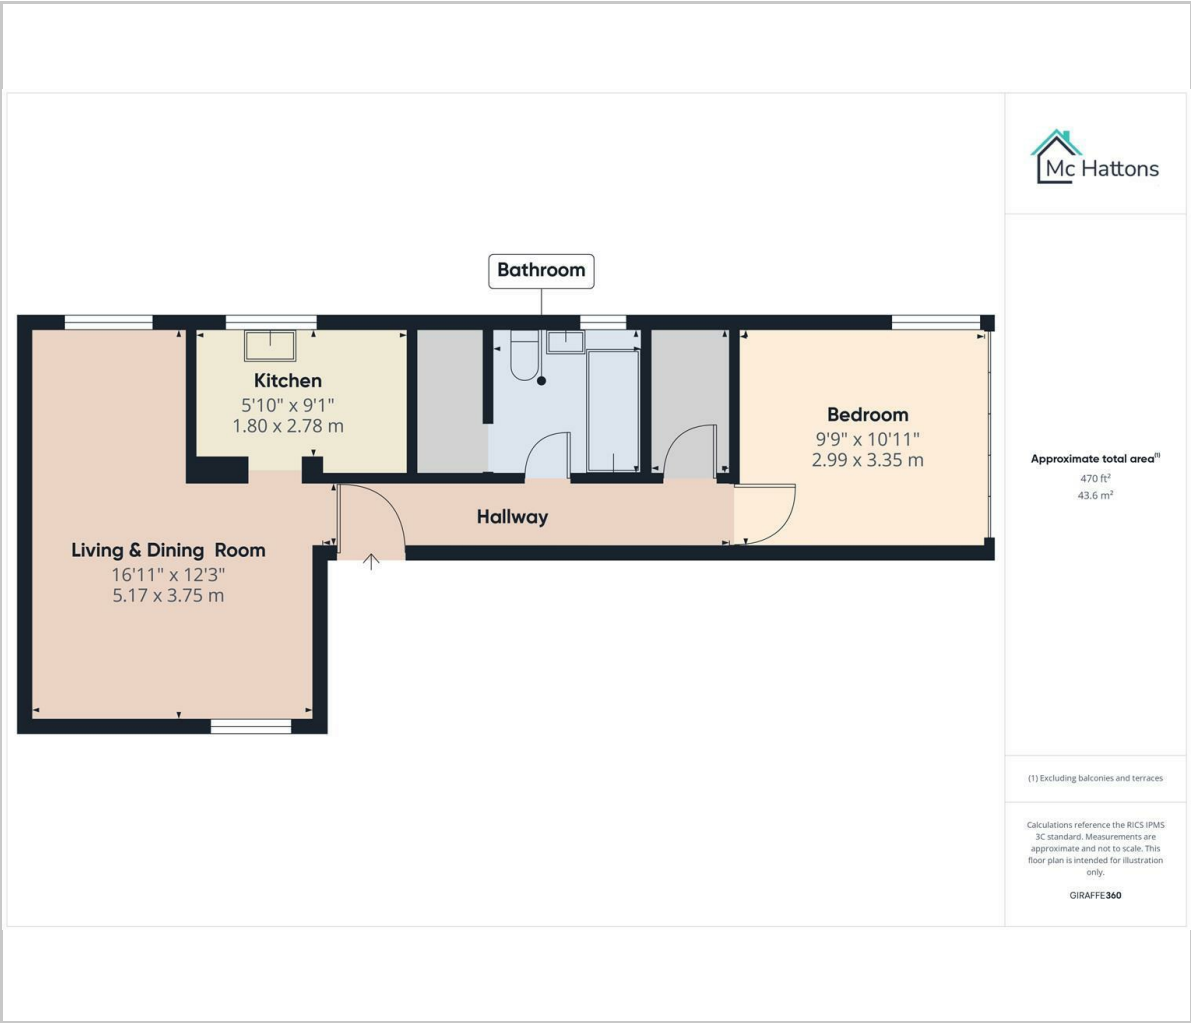 Mc Hattons
Bathroom
Kitchen
5'10" x 9'1"
1.80 x 2.78 m
Bedroom
9'9" x 10'11"
2.99 x 3.35 m
Hallway
Living & Dining Room
16'11" x 12'3"
5.17 x 3.75 m
Approximate total area(1)
470 ft²
43.6 m²
(1) Excluding balconies and terraces
Calculations reference the RICS IPMS
3C standard. Measurements are
approximate and not to scale. This
floor plan is intended for illustration
only.
GIRAFFE360